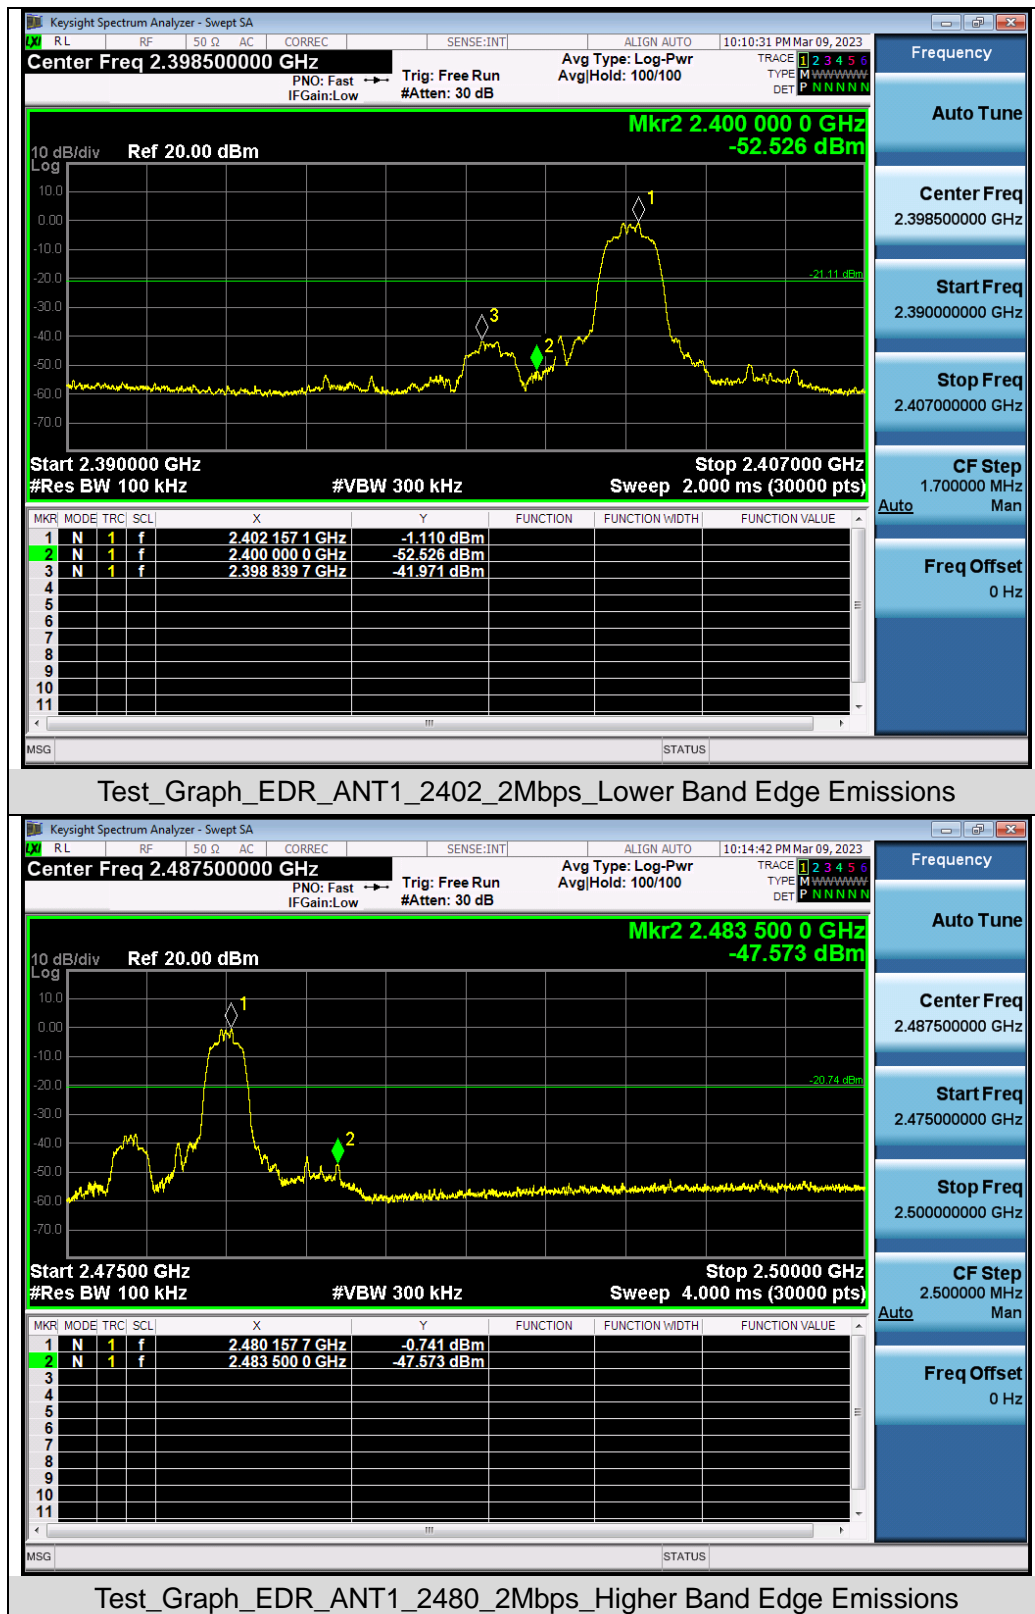 Keysight Spectrum Analyzer - Swept SA
LXI RL RF 50 Ω AC CORREC SENSE:INT ALIGN AUTO 10:10:31 PM Mar 09, 2023
Center Freq 2.398500000 GHz
PNO: Fast
IFGain:Low
Trig: Free Run
#Atten: 30 dB
Avg Type: Log-Pwr
Avg|Hold: 100/100
TRACE 1 2 3 4 5 6
TYPE M W W W W W
DET P N N N N N
Frequency
Auto Tune
Center Freq
2.398500000 GHz
Start Freq
2.390000000 GHz
Stop Freq
2.407000000 GHz
CF Step
1.700000 MHz
Auto Man
Freq Offset
0 Hz
Mkr2 2.400 000 0 GHz
-52.526 dBm
10 dB/div Ref 20.00 dBm
Log
10.0
0.00
-10.0
-20.0
-30.0
-40.0
-50.0
-60.0
-70.0
1
-21.11 dBm
3
2
Start 2.390000 GHz Stop 2.407000 GHz
#Res BW 100 kHz #VBW 300 kHz Sweep 2.000 ms (30000 pts)
MKR MODE TRC SCL X Y FUNCTION FUNCTION WIDTH FUNCTION VALUE
1 N 1 f 2.402 157 1 GHz -1.110 dBm
2 N 1 f 2.400 000 0 GHz -52.526 dBm
3 N 1 f 2.398 839 7 GHz -41.971 dBm
4
5
6
7
8
9
10
11
MSG STATUS
Test_Graph_EDR_ANT1_2402_2Mbps_Lower Band Edge Emissions
Keysight Spectrum Analyzer - Swept SA
LXI RL RF 50 Ω AC CORREC SENSE:INT ALIGN AUTO 10:14:42 PM Mar 09, 2023
Center Freq 2.487500000 GHz
PNO: Fast
IFGain:Low
Trig: Free Run
#Atten: 30 dB
Avg Type: Log-Pwr
Avg|Hold: 100/100
TRACE 1 2 3 4 5 6
TYPE M W W W W W
DET P N N N N N
Frequency
Auto Tune
Center Freq
2.487500000 GHz
Start Freq
2.475000000 GHz
Stop Freq
2.500000000 GHz
CF Step
2.500000 MHz
Auto Man
Freq Offset
0 Hz
Mkr2 2.483 500 0 GHz
-47.573 dBm
10 dB/div Ref 20.00 dBm
Log
10.0
0.00
-10.0
-20.0
-30.0
-40.0
-50.0
-60.0
-70.0
1
-20.74 dBm
2
Start 2.47500 GHz Stop 2.50000 GHz
#Res BW 100 kHz #VBW 300 kHz Sweep 4.000 ms (30000 pts)
MKR MODE TRC SCL X Y FUNCTION FUNCTION WIDTH FUNCTION VALUE
1 N 1 f 2.480 157 7 GHz -0.741 dBm
2 N 1 f 2.483 500 0 GHz -47.573 dBm
3
4
5
6
7
8
9
10
11
MSG STATUS
Test_Graph_EDR_ANT1_2480_2Mbps_Higher Band Edge Emissions